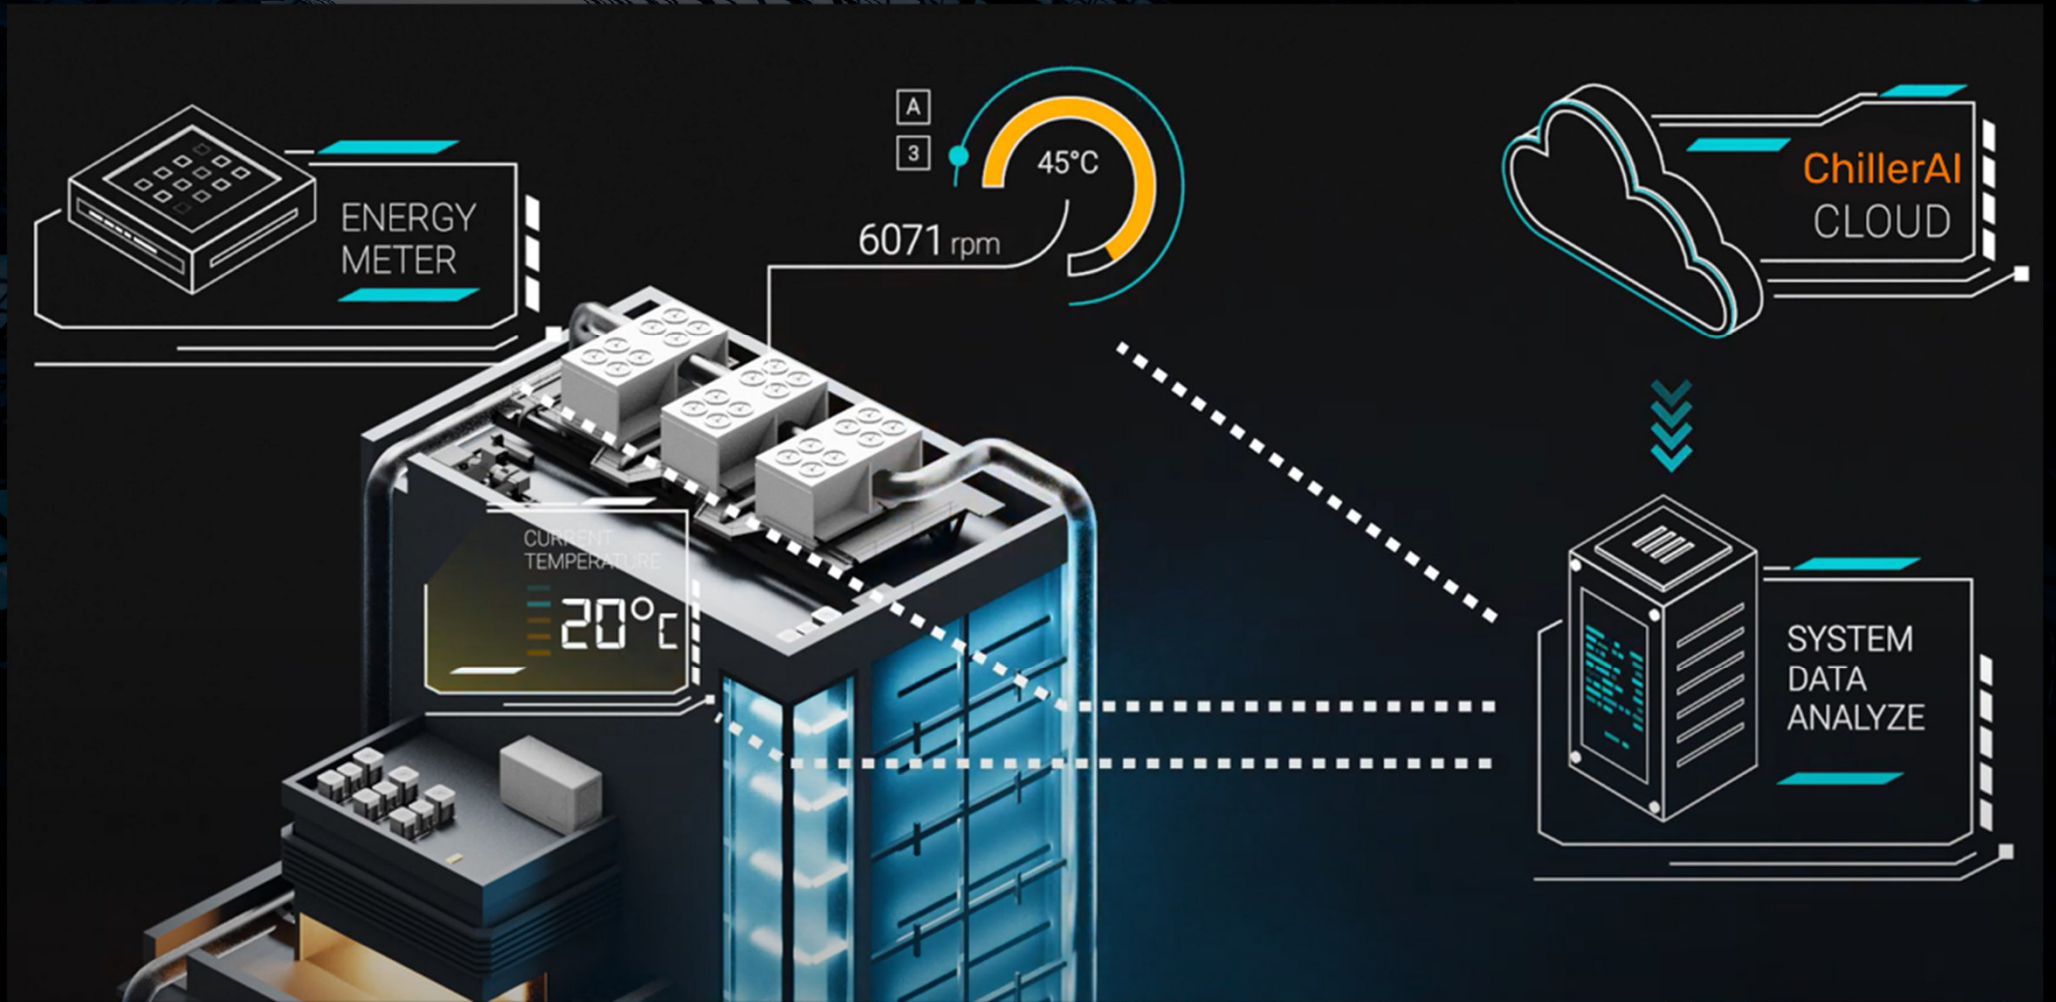 ENERGY
METER
A
3
45°C
6071 rpm
ChillerAI
CLOUD
CURRENT
TEMPERATURE
20°C
SYSTEM
DATA
ANALYZE